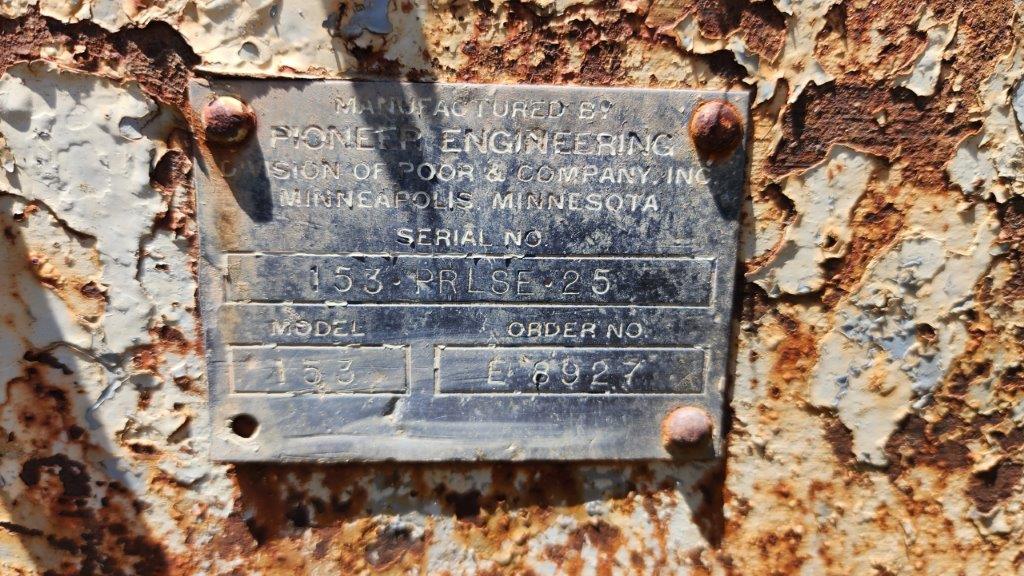 MANUFACTURED BY
PIONEER ENGINEERING
DIVISION OF POOR & COMPANY, INC
MINNEAPOLIS, MINNESOTA
SERIAL NO.
153·PRLSE·25
MODEL ORDER NO.
153 E 8927